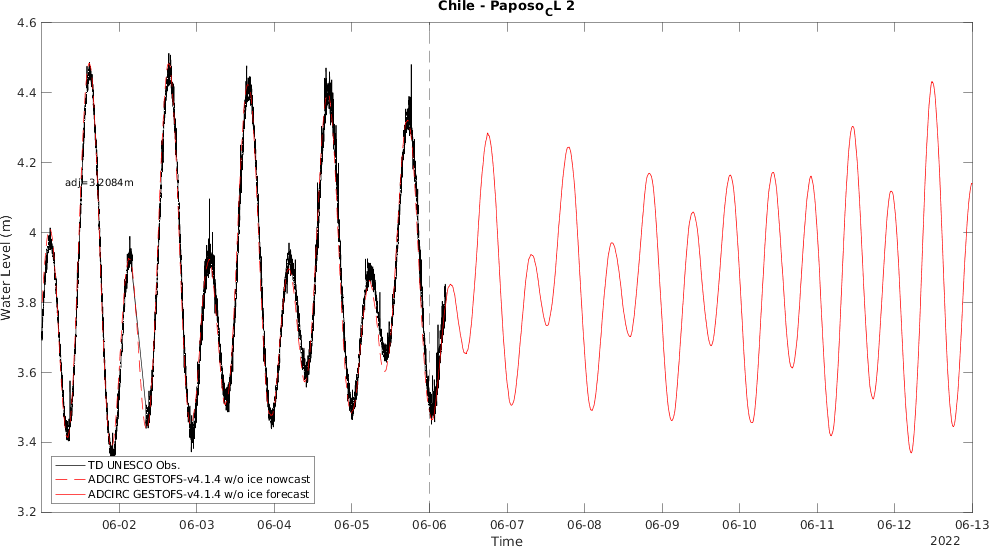 Chile - Paposo_CL 2
4.6
4.4
4.2
4
3.8
3.6
3.4
3.2
Water Level (m)
adj=3.2084m
TD UNESCO Obs.
ADCIRC GESTOFS-v4.1.4 w/o ice nowcast
ADCIRC GESTOFS-v4.1.4 w/o ice forecast
06-02 06-03 06-04 06-05 06-06 06-07 06-08 06-09 06-10 06-11 06-12 06-13
Time
2022